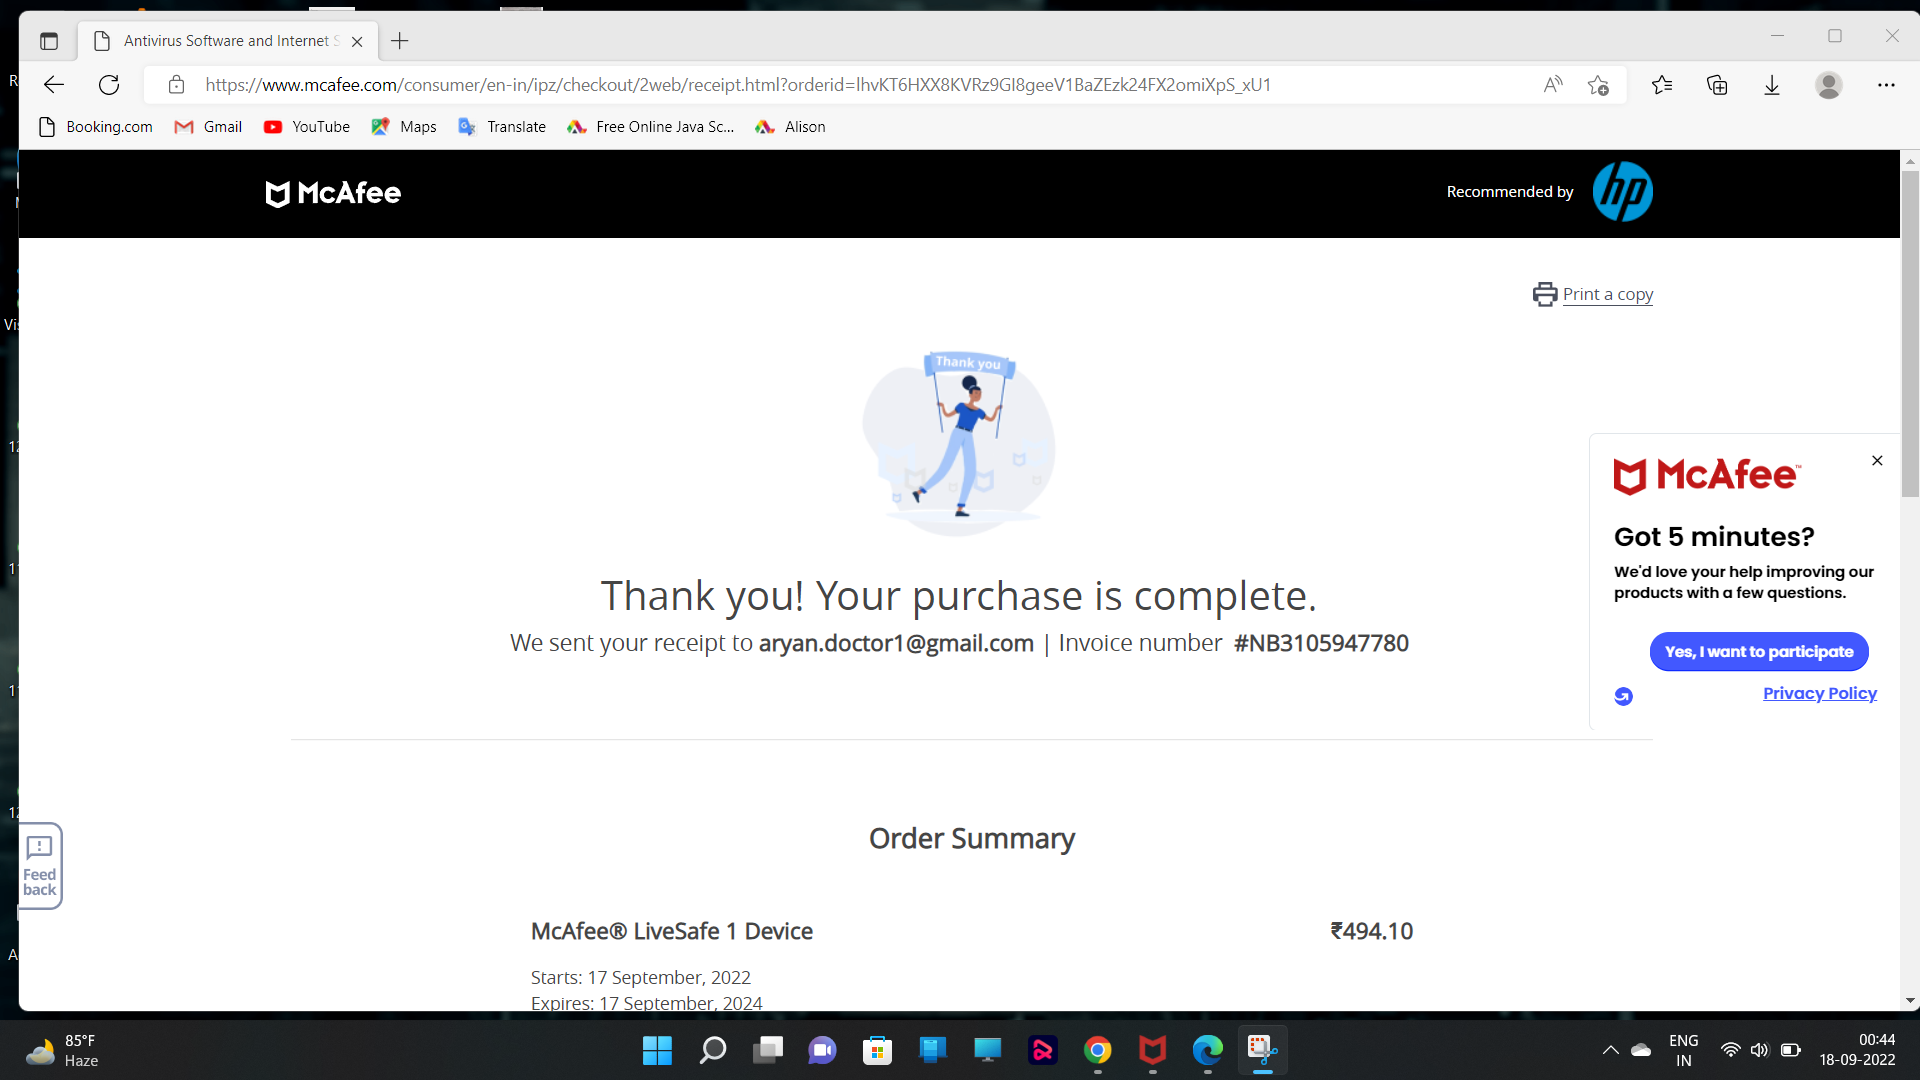 Antivirus Software and Internet S
https://www.mcafee.com/consumer/en-in/ipz/checkout/2web/receipt.html?orderid=lhvKT6HXX8KVRz9GI8geeV1BaZEzk24FX2omiXpS_xU1
Booking.com Gmail YouTube Maps Translate Free Online Java Sc... Alison
McAfee
Recommended by hp
Print a copy
Thank you
Thank you! Your purchase is complete.
We sent your receipt to aryan.doctor1@gmail.com | Invoice number #NB3105947780
McAfee™
Got 5 minutes?
We'd love your help improving our
products with a few questions.
Yes, I want to participate
Privacy Policy
Feed
back
Order Summary
McAfee® LiveSafe 1 Device ₹494.10
Starts: 17 September, 2022
Expires: 17 September, 2024
85°F
Haze
ENG
IN
00:44
18-09-2022